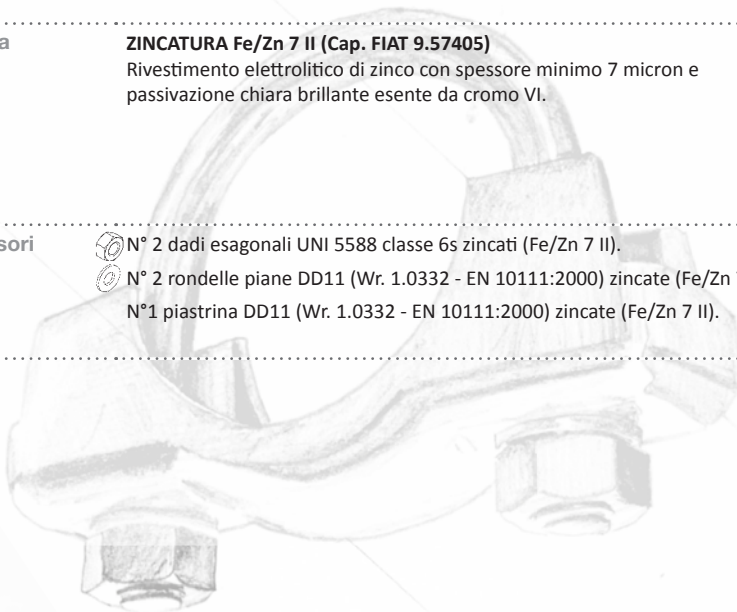 ZINCATURA Fe/Zn 7 II (Cap. FIAT 9.57405)
Rivestimento elettrolitico di zinco con spessore minimo 7 micron e
passivazione chiara brillante esente da cromo VI.
N° 2 dadi esagonali UNI 5588 classe 6s zincati (Fe/Zn 7 II).
N° 2 rondelle piane DD11 (Wr. 1.0332 - EN 10111:2000) zincate (Fe/Zn
N°1 piastrina DD11 (Wr. 1.0332 - EN 10111:2000) zincate (Fe/Zn 7 II).